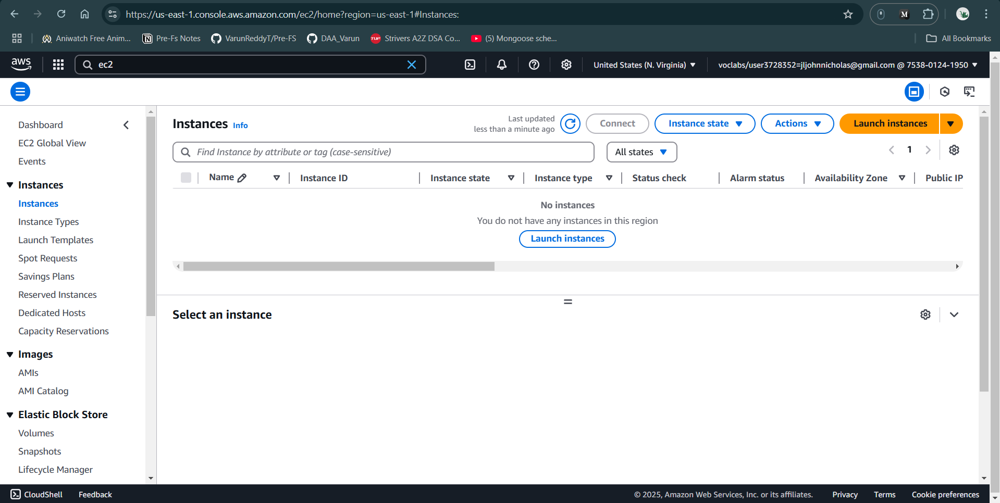 https://us-east-1.console.aws.amazon.com/ec2/home?region=us-east-1#Instances:
M
Aniwatch Free Anim... Pre-Fs Notes VarunReddyT/Pre-FS DAA_Varun TUF Strivers A2Z DSA Co... (5) Mongoose sche... All Bookmarks
aws ec2 United States (N. Virginia) voclabs/user3728352=jljohnnicholas@gmail.com @ 7538-0124-1950
Dashboard
EC2 Global View
Events
Instances
Instances
Instance Types
Launch Templates
Spot Requests
Savings Plans
Reserved Instances
Dedicated Hosts
Capacity Reservations
Images
AMIs
AMI Catalog
Elastic Block Store
Volumes
Snapshots
Lifecycle Manager
Instances Info
Last updated
less than a minute ago
Connect Instance state Actions Launch instances
Find Instance by attribute or tag (case-sensitive) All states 1
Name Instance ID Instance state Instance type Status check Alarm status Availability Zone Public IP
No instances
You do not have any instances in this region
Launch instances
Select an instance
CloudShell Feedback © 2025, Amazon Web Services, Inc. or its affiliates. Privacy Terms Cookie preferences